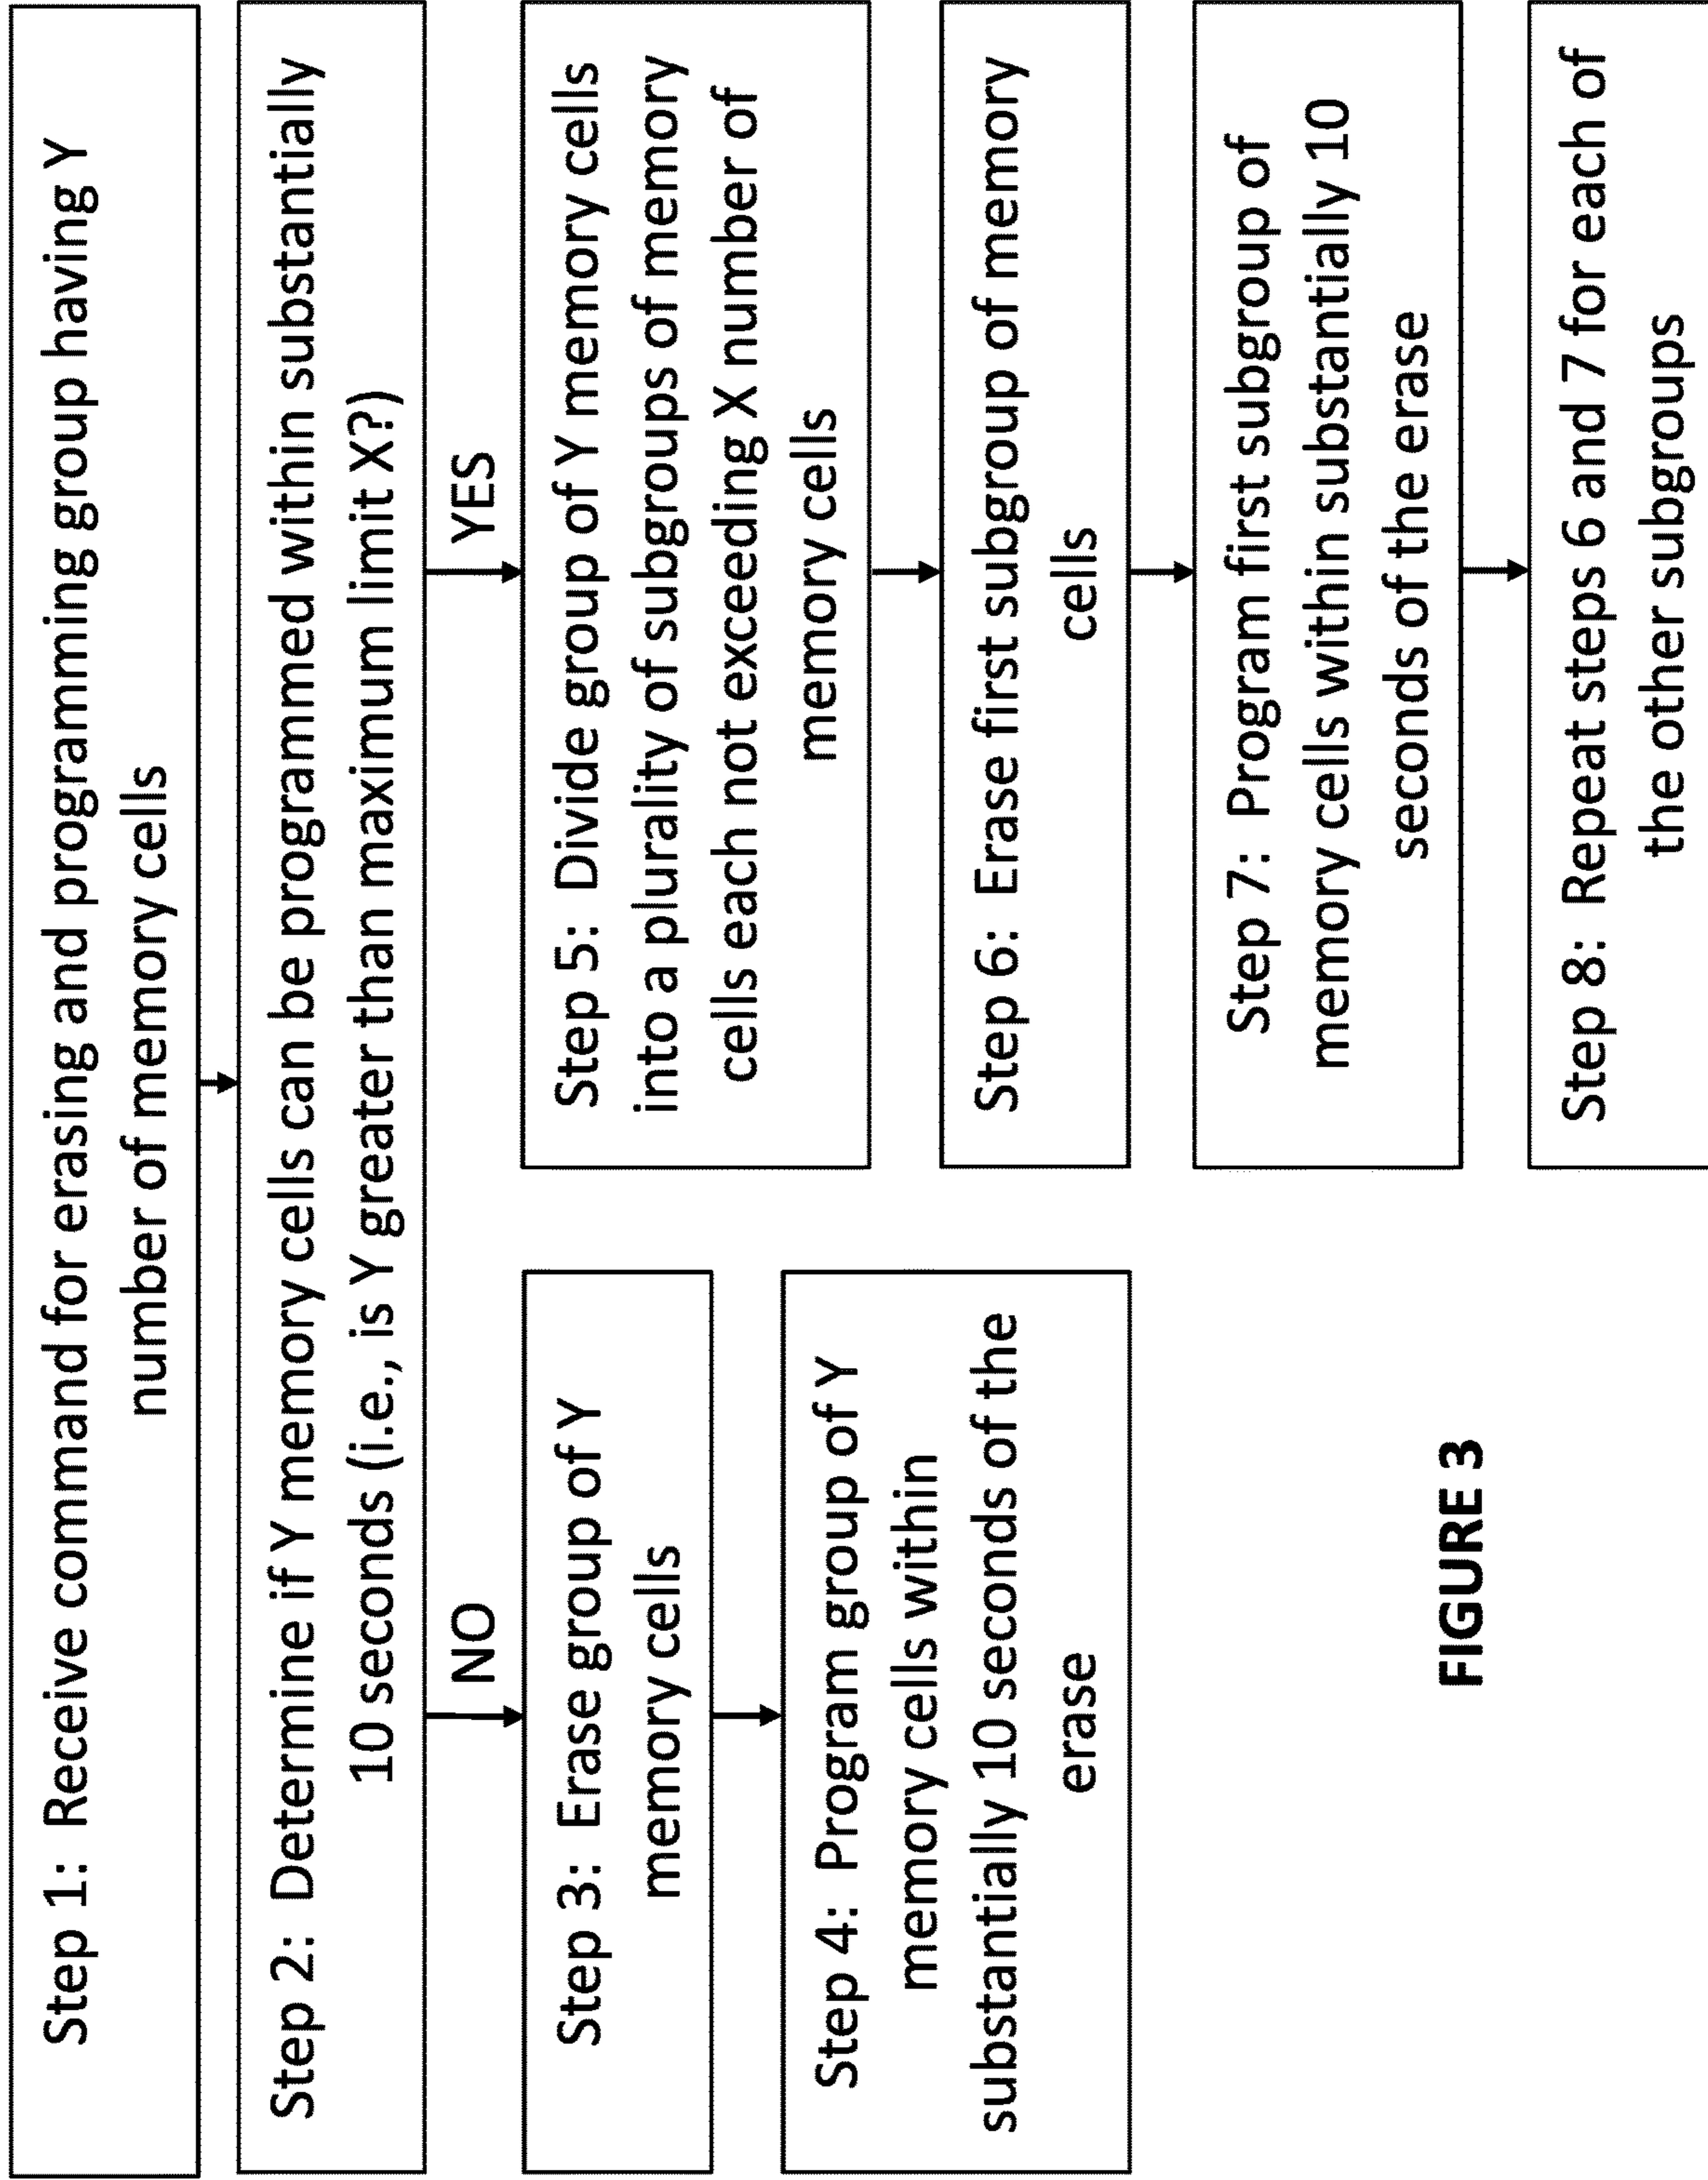 Step 1: Receive command for erasing and programming group having Y
number of memory cells
Step 2: Determine if Y memory cells can be programmed within substantially
10 seconds (i.e., is Y greater than maximum limit X?)
NO
YES
Step 3: Erase group of Y
memory cells
Step 4: Program group of Y
memory cells within
substantially 10 seconds of the
erase
Step 5: Divide group of Y memory cells
into a plurality of subgroups of memory
cells each not exceeding X number of
memory cells
Step 6: Erase first subgroup of memory
cells
Step 7: Program first subgroup of
memory cells within substantially 10
seconds of the erase
Step 8: Repeat steps 6 and 7 for each of
the other subgroups
FIGURE 3